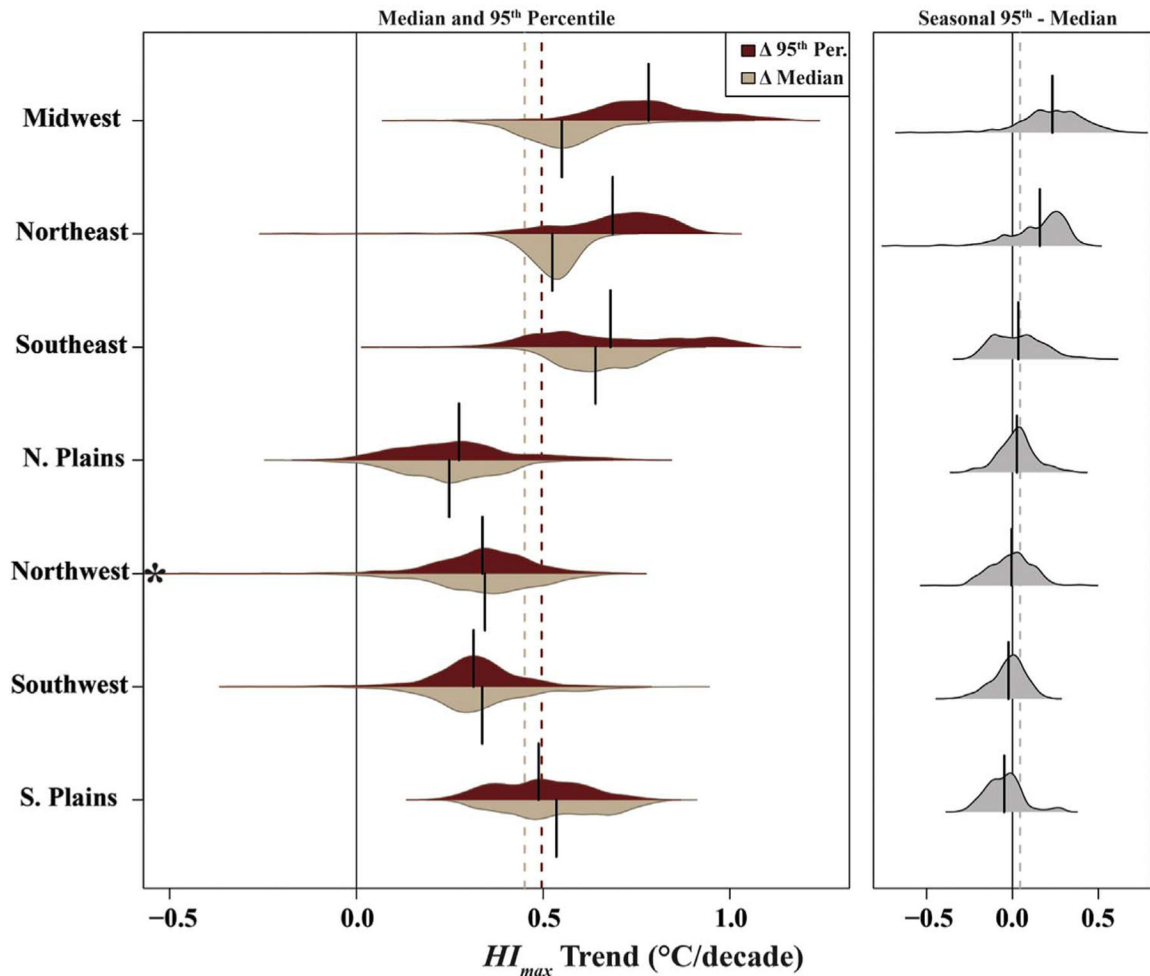 Median and 95th Percentile
Seasonal 95th - Median
Δ 95th Per.
Δ Median
Midwest
Northeast
Southeast
N. Plains
Northwest
*
Southwest
S. Plains
−0.5 0.0 0.5 1.0
−0.5 0.0 0.5
HImax Trend (°C/decade)